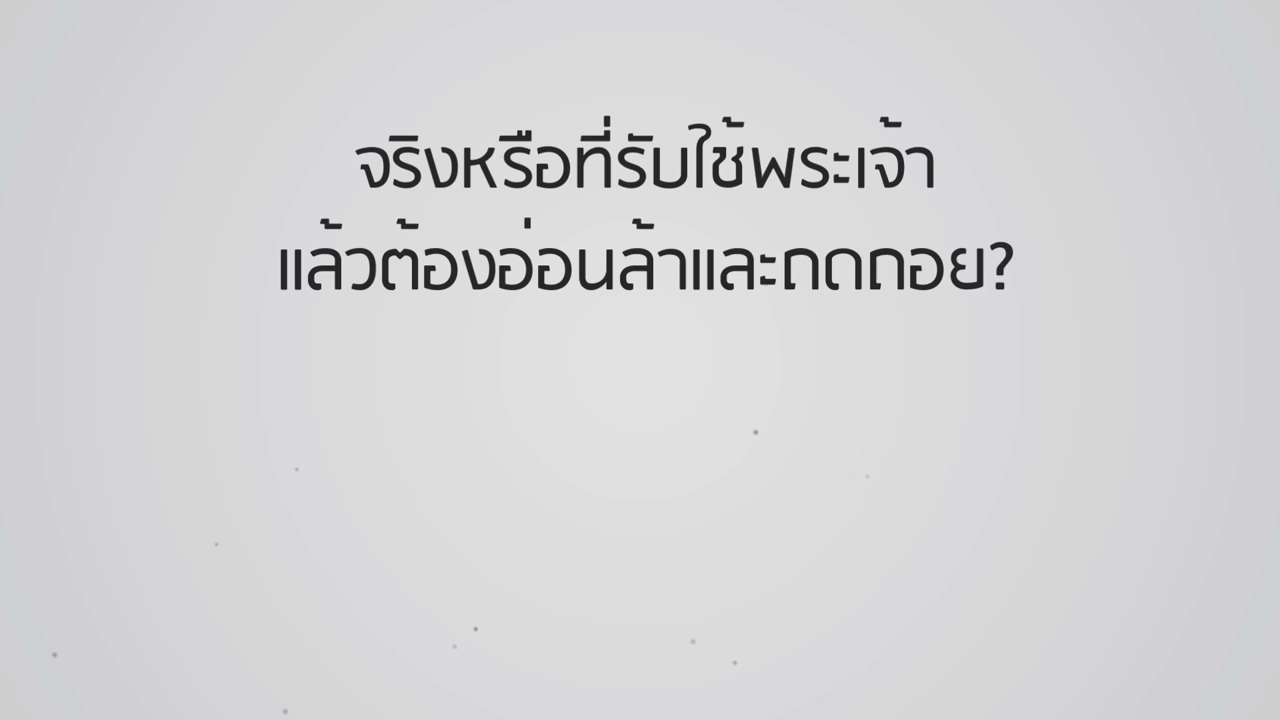 จริงหรือที่รับใช้พระเจ้า
แล้วต้องอ่อนล้าและถดถอย?